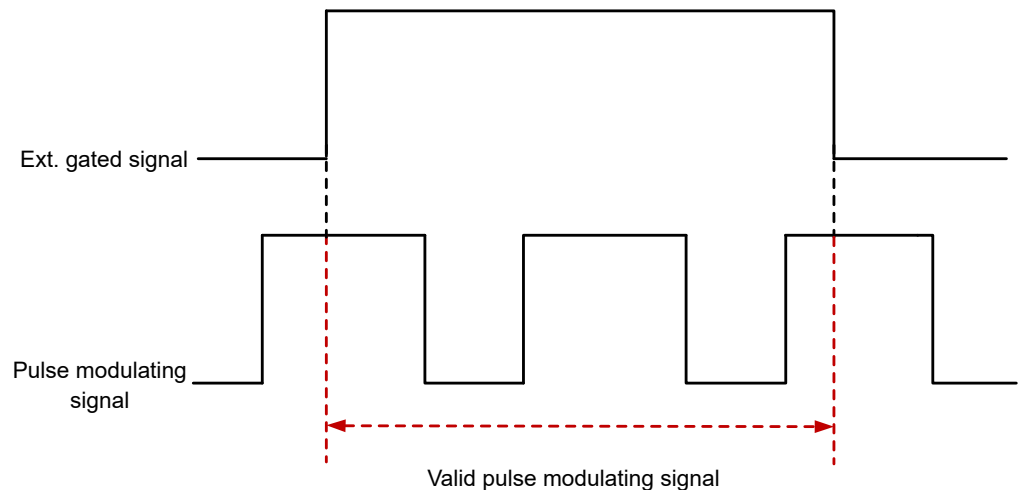 Ext. gated signal
Pulse modulating
signal
Valid pulse modulating signal